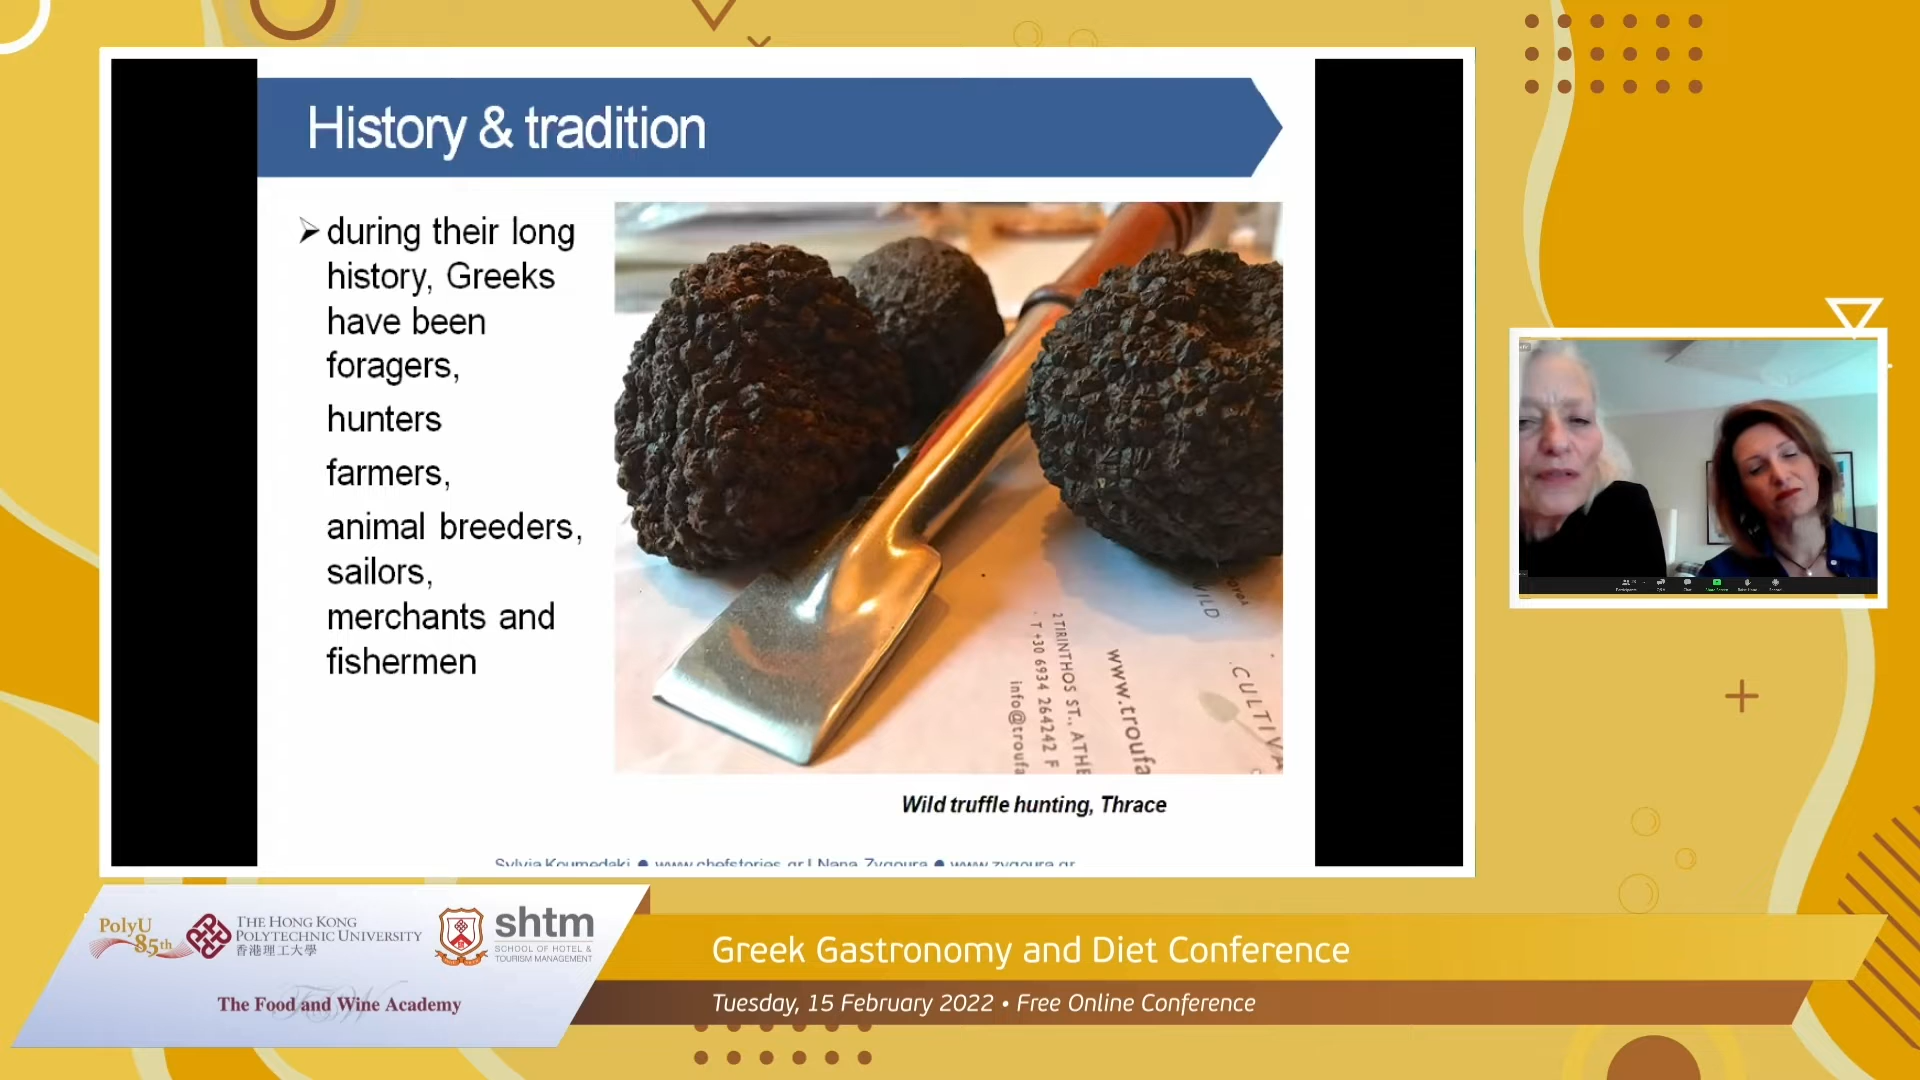 History & tradition
➢ during their long
history, Greeks
have been
foragers,
hunters
farmers,
animal breeders,
sailors,
merchants and
fishermen
WILD
CULTIVA
www.troufa
2 TIRINTHOS ST., ATHE
T +30 6934 264242 F
info@troufa
Wild truffle hunting, Thrace
Sylvia Koumedaki ● www.chefstories.gr | Nana Zygoura ● www.zygoura.gr
PolyU
85th
THE HONG KONG
POLYTECHNIC UNIVERSITY
香港理工大學
shtm
SCHOOL OF HOTEL &
TOURISM MANAGEMENT
The Food and Wine Academy
Greek Gastronomy and Diet Conference
Tuesday, 15 February 2022 • Free Online Conference